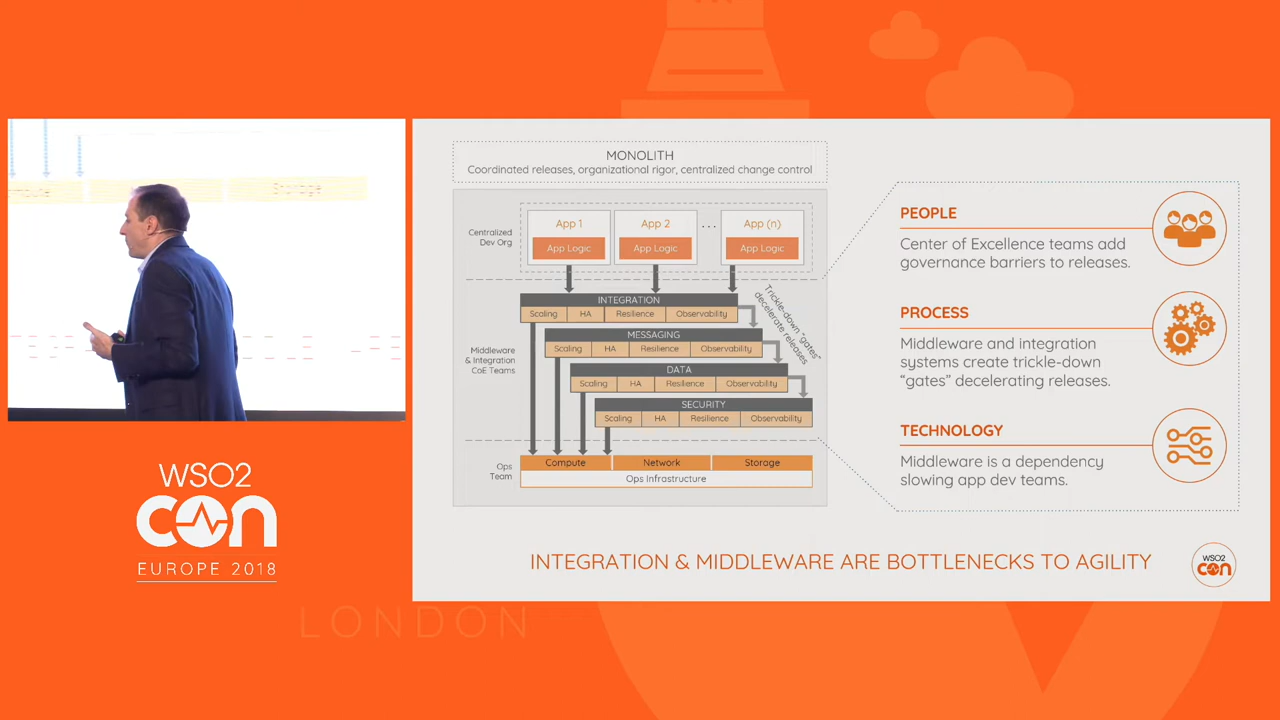 MONOLITH
Coordinated releases, organizational rigor, centralized change control
Centralized
Dev Org
App 1
App 2
...
App (n)
App Logic
App Logic
App Logic
Trickle-down "gates"
decelerate releases
Middleware
& Integration
CoE Teams
INTEGRATION
Scaling
HA
Resilience
Observability
MESSAGING
Scaling
HA
Resilience
Observability
DATA
Scaling
HA
Resilience
Observability
SECURITY
Scaling
HA
Resilience
Observability
Ops
Team
Compute
Network
Storage
Ops Infrastructure
PEOPLE
Center of Excellence teams add
governance barriers to releases.
PROCESS
Middleware and integration
systems create trickle-down
“gates” decelerating releases.
TECHNOLOGY
Middleware is a dependency
slowing app dev teams.
INTEGRATION & MIDDLEWARE ARE BOTTLENECKS TO AGILITY
WSO2
con
WSO2
con
EUROPE 2018
LONDON